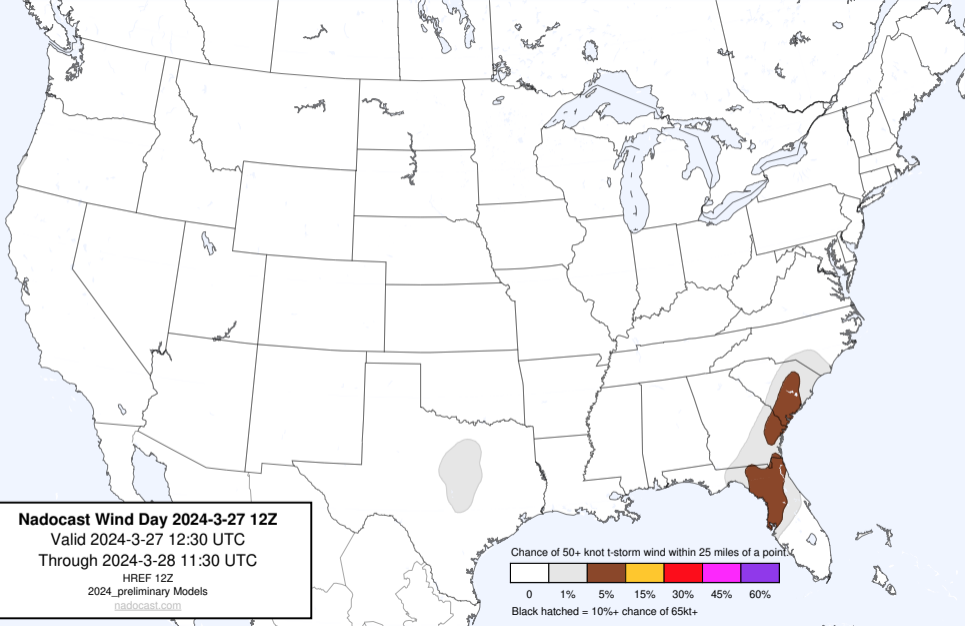 Nadocast Wind Day 2024-3-27 12Z
Valid 2024-3-27 12:30 UTC
Through 2024-3-28 11:30 UTC
HREF 12Z
2024_preliminary Models
nadocast.com
Chance of 50+ knot t-storm wind within 25 miles of a point.
0 1% 5% 15% 30% 45% 60%
Black hatched = 10%+ chance of 65kt+